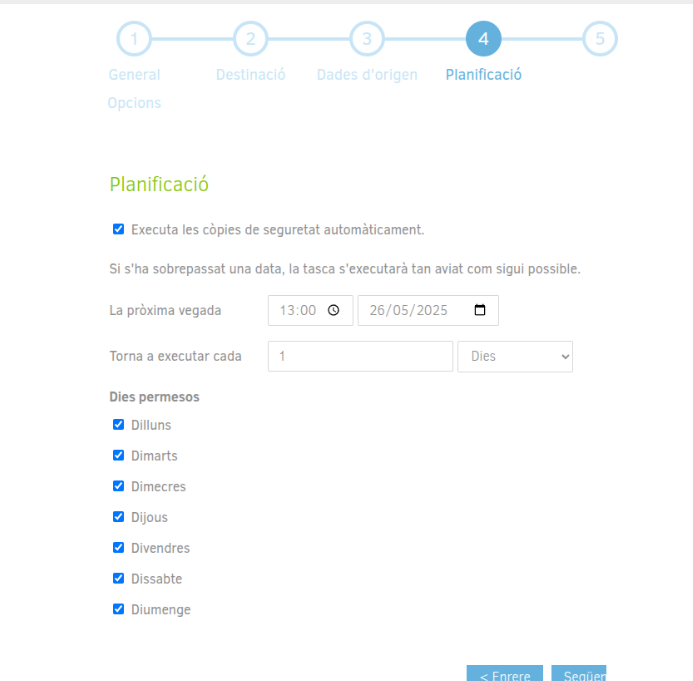 1 2 3 4 5
General Destinació Dades d'origen Planificació
Opcions
Planificació
Executa les còpies de seguretat automàticament.
Si s'ha sobrepassat una data, la tasca s'executarà tan aviat com sigui possible.
La pròxima vegada 13:00 26/05/2025
Torna a executar cada 1 Dies
Dies permesos
Dilluns
Dimarts
Dimecres
Dijous
Divendres
Dissabte
Diumenge
< Enrere Següen